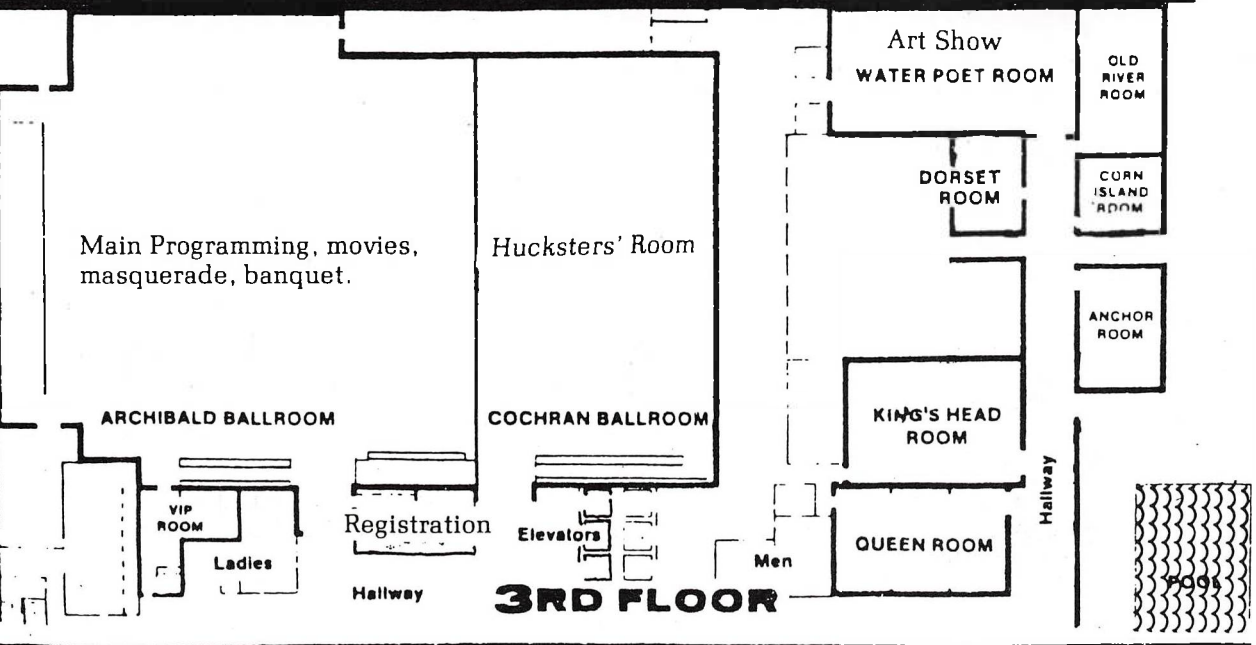 Art Show
WATER POET ROOM
OLD
RIVER
ROOM
DORSET
ROOM
CORN
ISLAND
ROOM
Main Programming, movies,
masquerade, banquet.
Hucksters' Room
ANCHOR
ROOM
ARCHIBALD BALLROOM
COCHRAN BALLROOM
KING'S HEAD
ROOM
Hallway
VIP
ROOM
Registration
Elevators
Ladies
Men
QUEEN ROOM
POOL
Hallway
3RD FLOOR